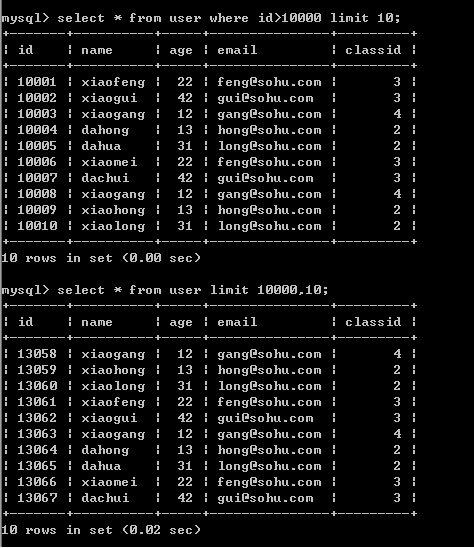 mysql> select * from user where id>10000 limit 10;
+-------+----------+-----+---------------+---------+
| id    | name     | age | email         | classid |
+-------+----------+-----+---------------+---------+
| 10001 | xiaofeng |  22 | feng@sohu.com |       3 |
| 10002 | xiaogui  |  42 | gui@sohu.com  |       3 |
| 10003 | xiaogang |  12 | gang@sohu.com |       4 |
| 10004 | dahong   |  13 | hong@sohu.com |       2 |
| 10005 | dahua    |  31 | long@sohu.com |       2 |
| 10006 | xiaomei  |  22 | feng@sohu.com |       3 |
| 10007 | dachui   |  42 | gui@sohu.com  |       3 |
| 10008 | xiaogang |  12 | gang@sohu.com |       4 |
| 10009 | xiaohong |  13 | hong@sohu.com |       2 |
| 10010 | xiaolong |  31 | long@sohu.com |       2 |
+-------+----------+-----+---------------+---------+
10 rows in set (0.00 sec)
mysql> select * from user limit 10000,10;
+-------+----------+-----+---------------+---------+
| id    | name     | age | email         | classid |
+-------+----------+-----+---------------+---------+
| 13058 | xiaogang |  12 | gang@sohu.com |       4 |
| 13059 | xiaohong |  13 | hong@sohu.com |       2 |
| 13060 | xiaolong |  31 | long@sohu.com |       2 |
| 13061 | xiaofeng |  22 | feng@sohu.com |       3 |
| 13062 | xiaogui  |  42 | gui@sohu.com  |       3 |
| 13063 | xiaogang |  12 | gang@sohu.com |       4 |
| 13064 | dahong   |  13 | hong@sohu.com |       2 |
| 13065 | dahua    |  31 | long@sohu.com |       2 |
| 13066 | xiaomei  |  22 | feng@sohu.com |       3 |
| 13067 | dachui   |  42 | gui@sohu.com  |       3 |
+-------+----------+-----+---------------+---------+
10 rows in set (0.02 sec)